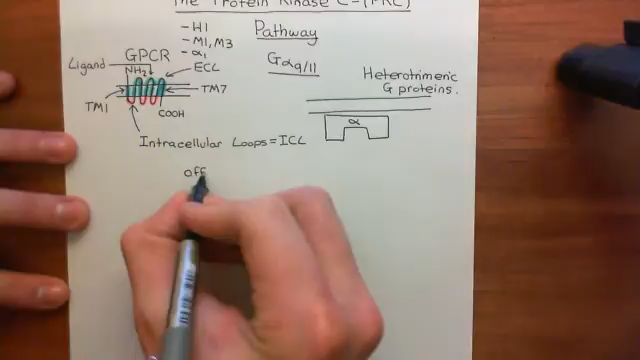 The Protein Kinase C-(PKC)
Pathway
- H1
- M1, M3
- α1
GPCR
Gαq/11
Ligand
NH2
ECL
TM1
TM7
COOH
Heterotrimeric
G proteins.
α
Intracellular Loops = ICL
off